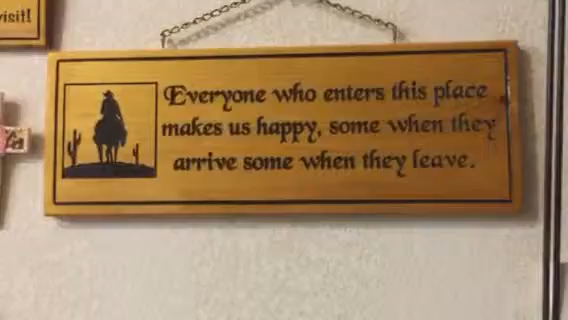 visit!
Everyone who enters this place
makes us happy, some when they
arrive some when they leave.